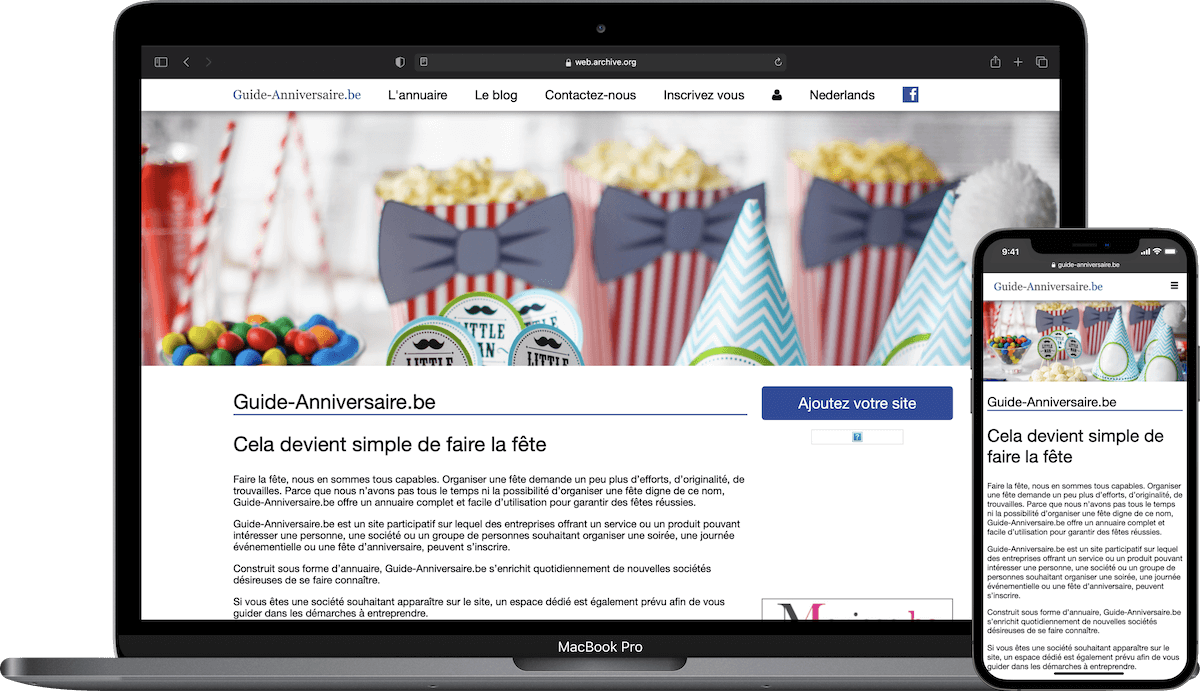 web.archive.org
Guide-Anniversaire.be L'annuaire Le blog Contactez-nous Inscrivez vous Nederlands f
LITTLE
LITTLE
LITTLE
Guide-Anniversaire.be
Ajoutez votre site
?
Cela devient simple de faire la fête
Faire la fête, nous en sommes tous capables. Organiser une fête demande un peu plus d'efforts, d'originalité, de
trouvailles. Parce que nous n'avons pas tous le temps ni la possibilité d'organiser une fête digne de ce nom,
Guide-Anniversaire.be offre un annuaire complet et facile d'utilisation pour garantir des fêtes réussies.
Guide-Anniversaire.be est un site participatif sur lequel des entreprises offrant un service ou un produit pouvant
intéresser une personne, une société ou un groupe de personnes souhaitant organiser une soirée, une journée
événementielle ou une fête d'anniversaire, peuvent s'inscrire.
Construit sous forme d'annuaire, Guide-Anniversaire.be s'enrichit quotidiennement de nouvelles sociétés
désireuses de se faire connaître.
Si vous êtes une société souhaitant apparaître sur le site, un espace dédié est également prévu afin de vous
guider dans les démarches à entreprendre.
MacBook Pro
9:41
guide-anniversaire.be
Guide-Anniversaire.be
Guide-Anniversaire.be
Cela devient simple de
faire la fête
Faire la fête, nous en sommes tous capables. Organiser
une fête demande un peu plus d'efforts, d'originalité, de
trouvailles. Parce que nous n'avons pas tous le temps
ni la possibilité d'organiser une fête digne de ce nom,
Guide-Anniversaire.be offre un annuaire complet et
facile d'utilisation pour garantir des fêtes réussies.
Guide-Anniversaire.be est un site participatif sur lequel
des entreprises offrant un service ou un produit pouvant
intéresser une personne, une société ou un groupe de
personnes souhaitant organiser une soirée, une journée
événementielle ou une fête d'anniversaire, peuvent
s'inscrire.
Construit sous forme d'annuaire, Guide-Anniversaire.be
s'enrichit quotidiennement de nouvelles sociétés
désireuses de se faire connaître.
Si vous êtes une société souhaitant apparaître sur le
site, un espace dédié est également prévu afin de vous
guider dans les démarches à entreprendre.